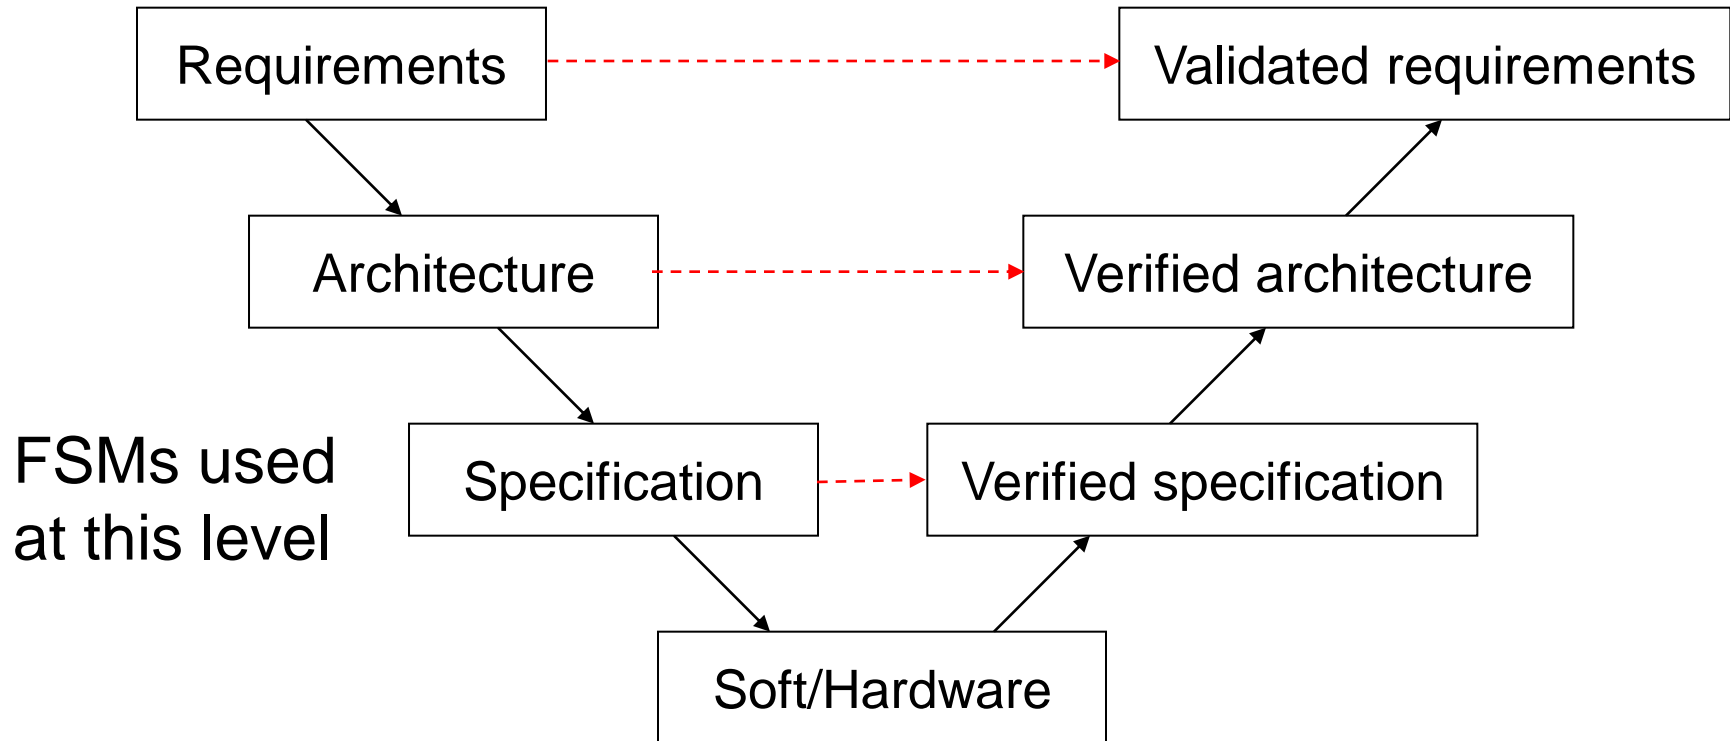 Requirements
Validated requirements
Architecture
Verified architecture
FSMs used
at this level
Specification
Verified specification
Soft/Hardware